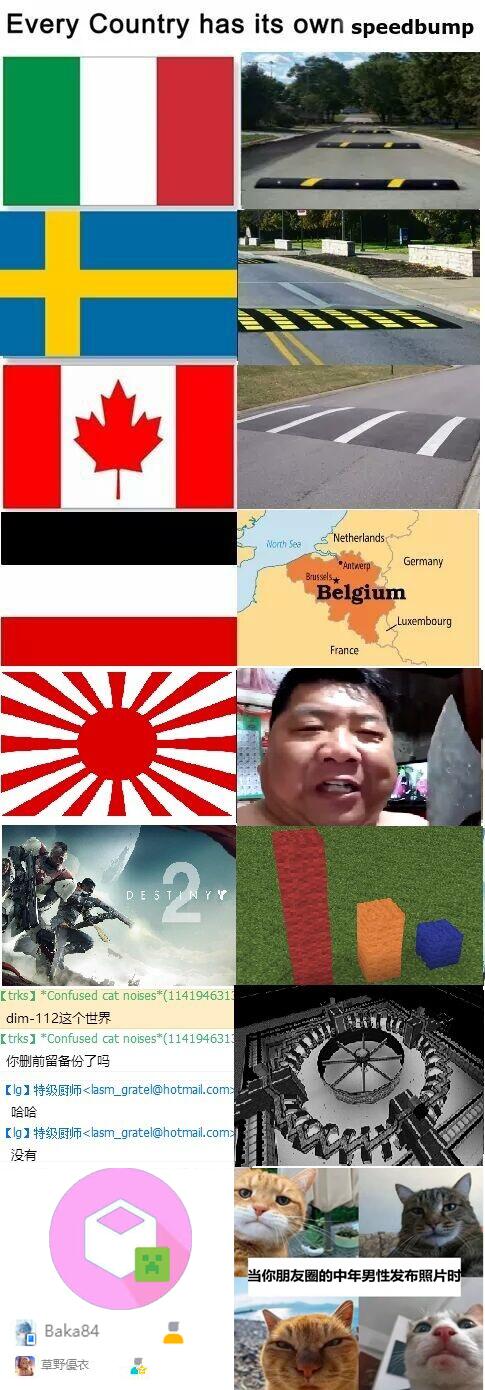 Every Country has its own speedbump
North Sea
Netherlands
Antwerp
Germany
Brussels
Belgium
Luxembourg
France
DESTINY 2
【trks】*Confused cat noises*(114194631
dim-112这个世界
【trks】*Confused cat noises*(114194631
你删前留备份了吗
【lg】特级厨师<lasm_gratel@hotmail.com>
哈哈
【lg】特级厨师<lasm_gratel@hotmail.com>
没有
当你朋友圈的中年男性发布照片时
Baka84
草野優衣